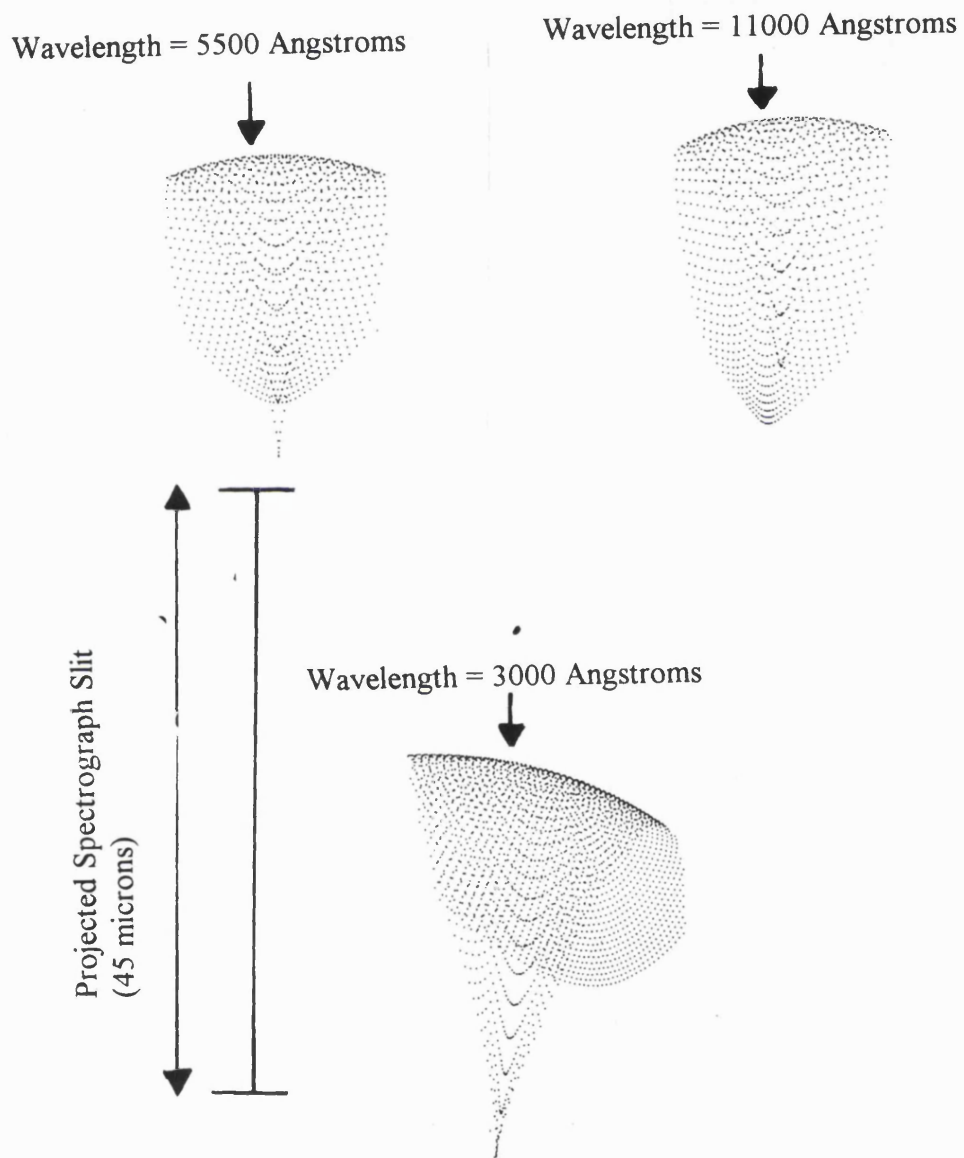 Wavelength = 5500 Angstroms
Wavelength = 11000 Angstroms
Projected Spectrograph Slit
(45 microns)
Wavelength = 3000 Angstroms